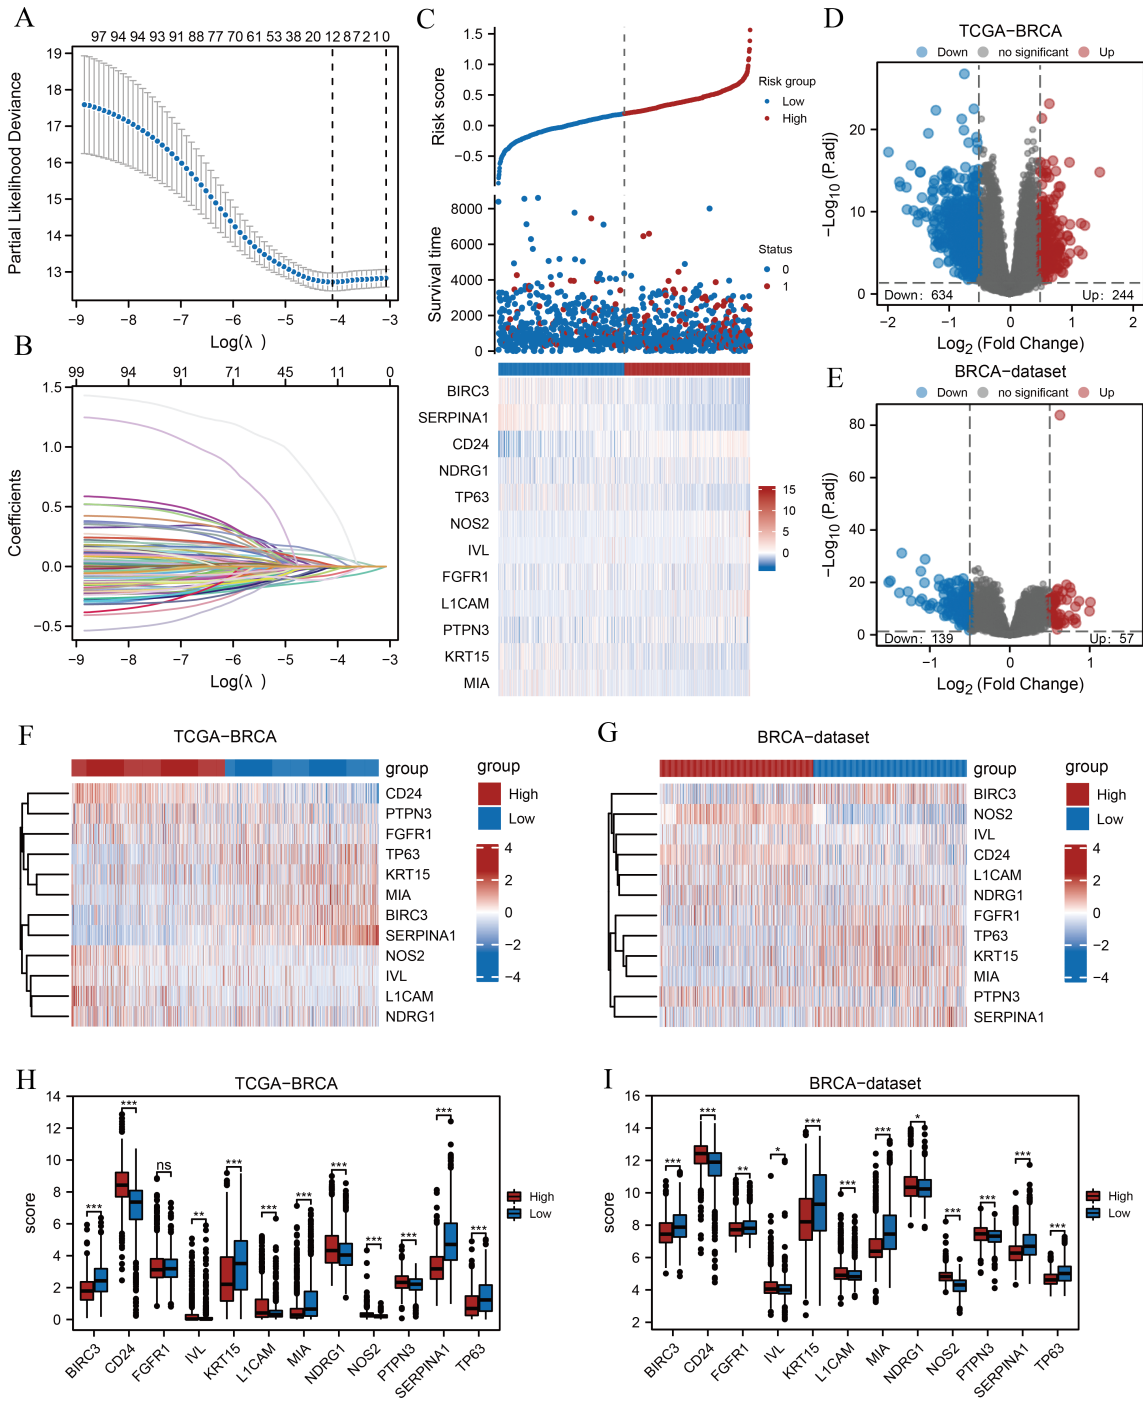 A
97 94 94 93 91 88 77 70 61 53 38 20 12 8 7 2 1 0
Partial Likelihood Deviance
19
18
17
16
15
14
13
−9 −8 −7 −6 −5 −4 −3
Log(λ )
B
99 94 91 71 45 11 0
Coefficients
1.5
1.0
0.5
0.0
−0.5
−9 −8 −7 −6 −5 −4 −3
Log(λ )
C
Risk score
1.5
1.0
0.5
0.0
−0.5
Risk group
Low
High
Survival time
8000
6000
4000
2000
0
Status
0
1
BIRC3
SERPINA1
CD24
NDRG1
TP63
NOS2
IVL
FGFR1
L1CAM
PTPN3
KRT15
MIA
15
10
5
0
D
TCGA−BRCA
Down no significant Up
−Log10 (P.adj)
20
10
0
Down: 634 Up: 244
−2 −1 0 1 2
Log2 (Fold Change)
E
BRCA−dataset
Down no significant Up
−Log10 (P.adj)
80
60
40
20
0
Down: 139 Up: 57
−1 0 1
Log2 (Fold Change)
F
TCGA−BRCA
group
CD24
PTPN3
FGFR1
TP63
KRT15
MIA
BIRC3
SERPINA1
NOS2
IVL
L1CAM
NDRG1
group
High
Low
4
2
0
−2
−4
G
BRCA−dataset
group
BIRC3
NOS2
IVL
CD24
L1CAM
NDRG1
FGFR1
TP63
KRT15
MIA
PTPN3
SERPINA1
group
High
Low
4
2
0
−2
−4
H
TCGA−BRCA
score
14
12
10
8
6
4
2
0
*** *** ns ** *** *** *** *** *** *** *** ***
BIRC3 CD24 FGFR1 IVL KRT15 L1CAM MIA NDRG1 NOS2 PTPN3 SERPINA1 TP63
High
Low
I
BRCA−dataset
score
16
14
12
10
8
6
4
2
*** *** ** * *** *** *** * *** *** *** ***
BIRC3 CD24 FGFR1 IVL KRT15 L1CAM MIA NDRG1 NOS2 PTPN3 SERPINA1 TP63
High
Low